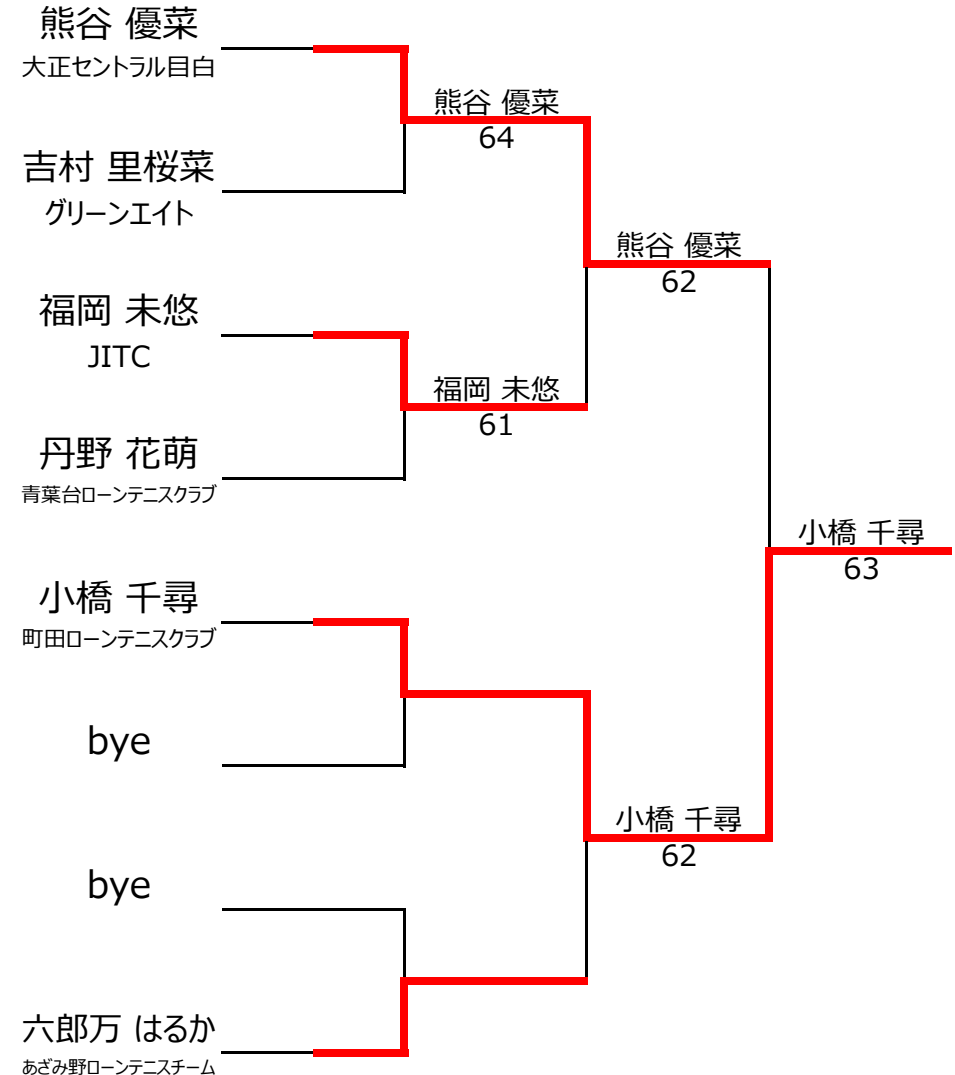 熊谷 優菜
大正セントラル目白
熊谷 優菜
64
吉村 里桜菜
グリーンエイト
熊谷 優菜
62
福岡 未悠
JITC
福岡 未悠
61
丹野 花萌
青葉台ローンテニスクラブ
小橋 千尋
63
小橋 千尋
町田ローンテニスクラブ
bye
小橋 千尋
62
bye
六郎万 はるか
あざみ野ローンテニスチーム